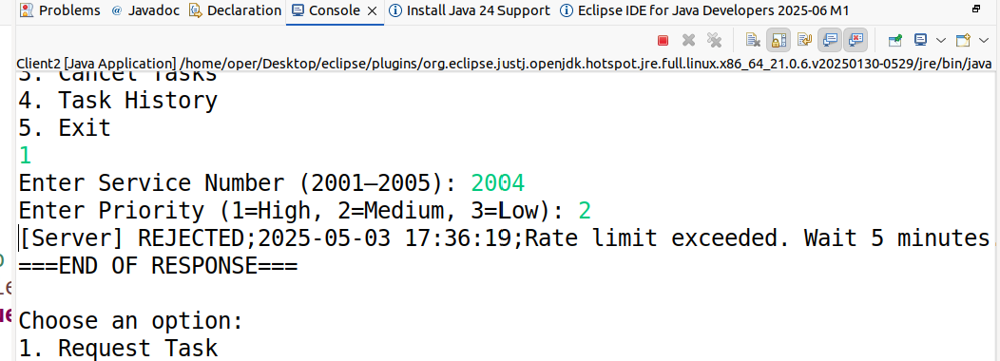 Problems @ Javadoc Declaration Console Install Java 24 Support Eclipse IDE for Java Developers 2025-06 M1
Client2 [Java Application] /home/oper/Desktop/eclipse/plugins/org.eclipse.justj.openjdk.hotspot.jre.full.linux.x86_64_21.0.6.v20250130-0529/jre/bin/java
3. Cancel Tasks
4. Task History
5. Exit
1
Enter Service Number (2001–2005): 2004
Enter Priority (1=High, 2=Medium, 3=Low): 2
[Server] REJECTED;2025-05-03 17:36:19;Rate limit exceeded. Wait 5 minutes
===END OF RESPONSE===
Choose an option:
1. Request Task